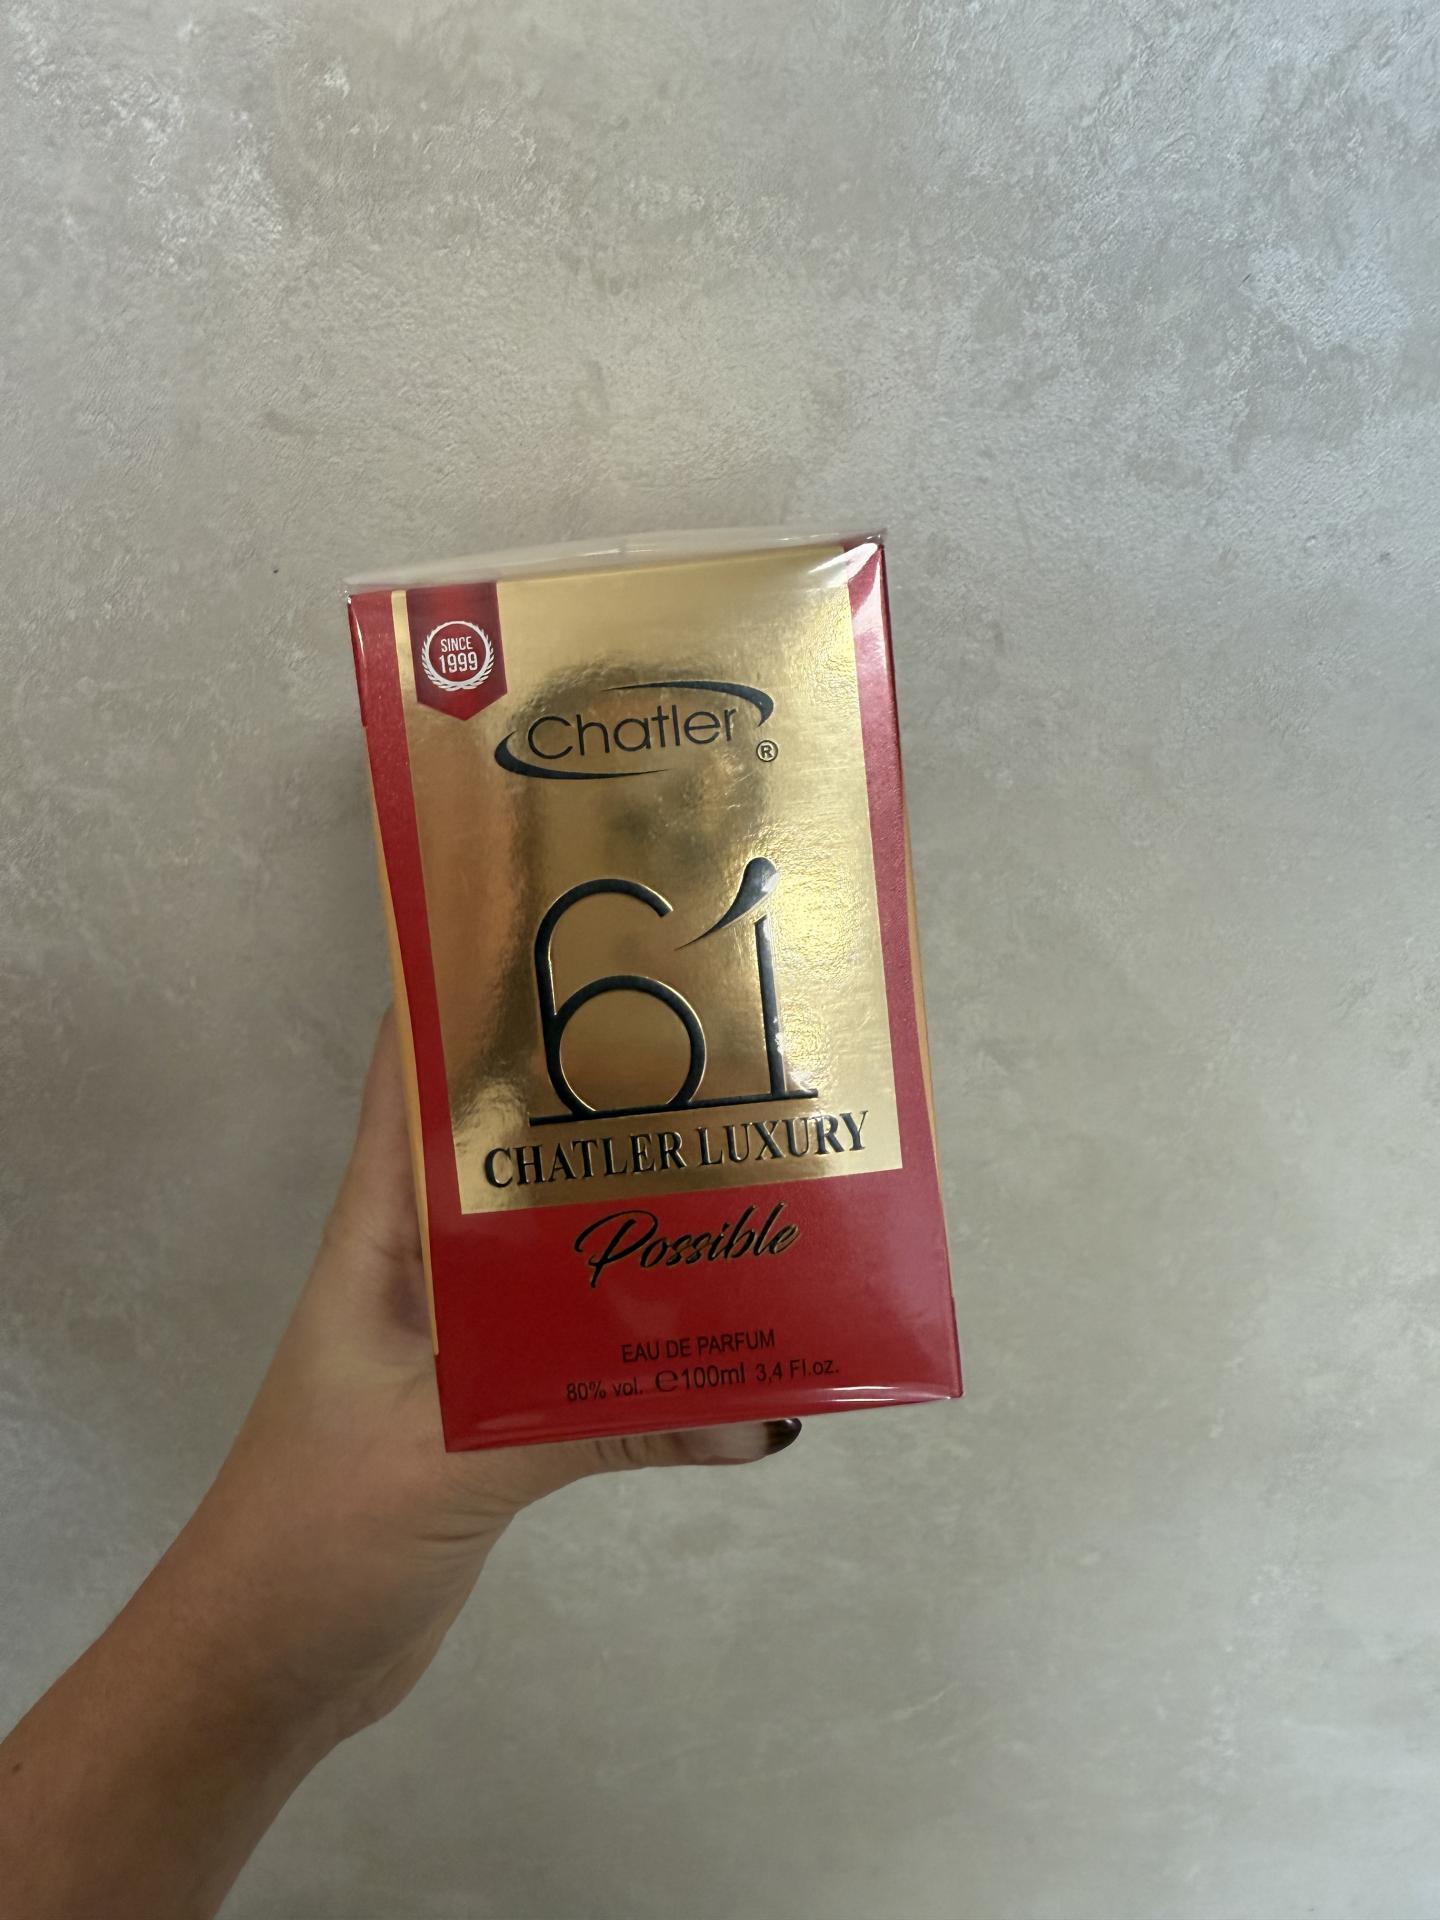 SINCE
1999
Chatler®
61
CHATLER LUXURY
Possible
EAU DE PARFUM
80% vol. ℮100ml 3,4 Fl.oz.